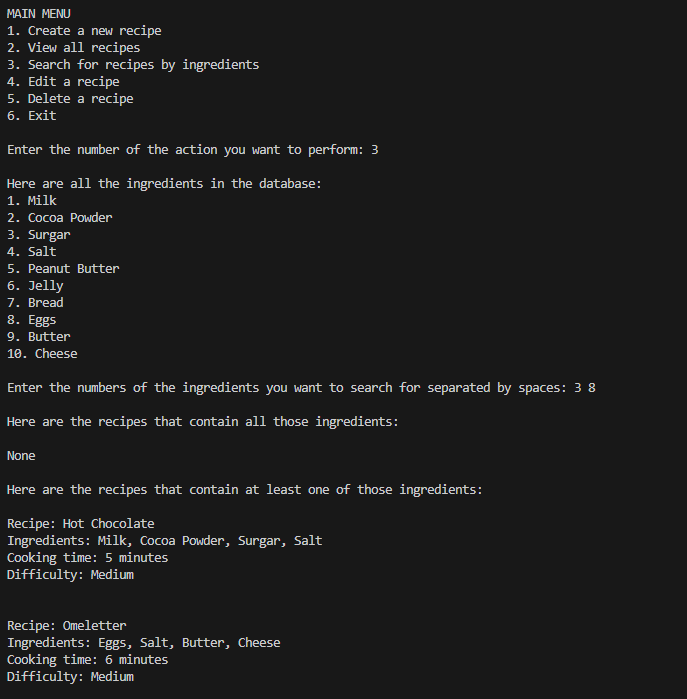 MAIN MENU
1. Create a new recipe
2. View all recipes
3. Search for recipes by ingredients
4. Edit a recipe
5. Delete a recipe
6. Exit
Enter the number of the action you want to perform: 3
Here are all the ingredients in the database:
1. Milk
2. Cocoa Powder
3. Surgar
4. Salt
5. Peanut Butter
6. Jelly
7. Bread
8. Eggs
9. Butter
10. Cheese
Enter the numbers of the ingredients you want to search for separated by spaces: 3 8
Here are the recipes that contain all those ingredients:
None
Here are the recipes that contain at least one of those ingredients:
Recipe: Hot Chocolate
Ingredients: Milk, Cocoa Powder, Surgar, Salt
Cooking time: 5 minutes
Difficulty: Medium
Recipe: Omeletter
Ingredients: Eggs, Salt, Butter, Cheese
Cooking time: 6 minutes
Difficulty: Medium